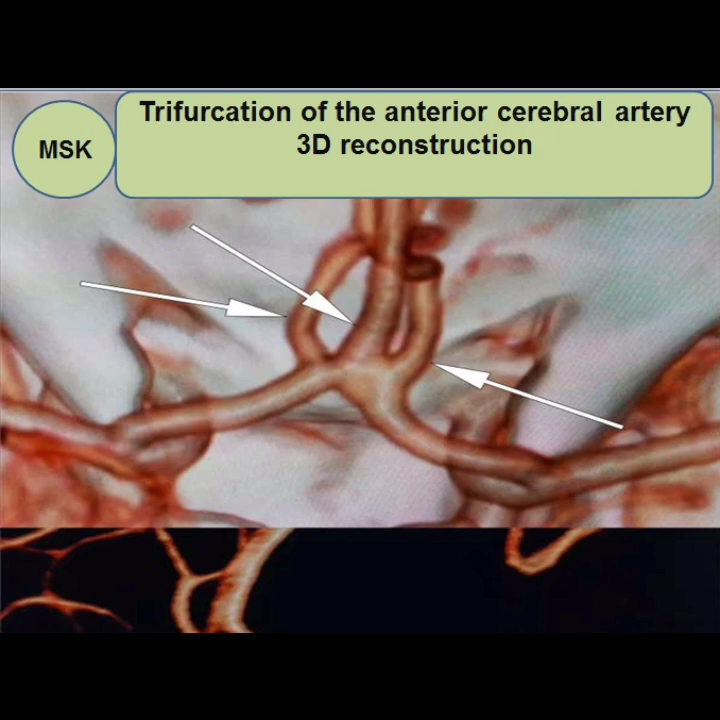 MSK
Trifurcation of the anterior cerebral artery
3D reconstruction